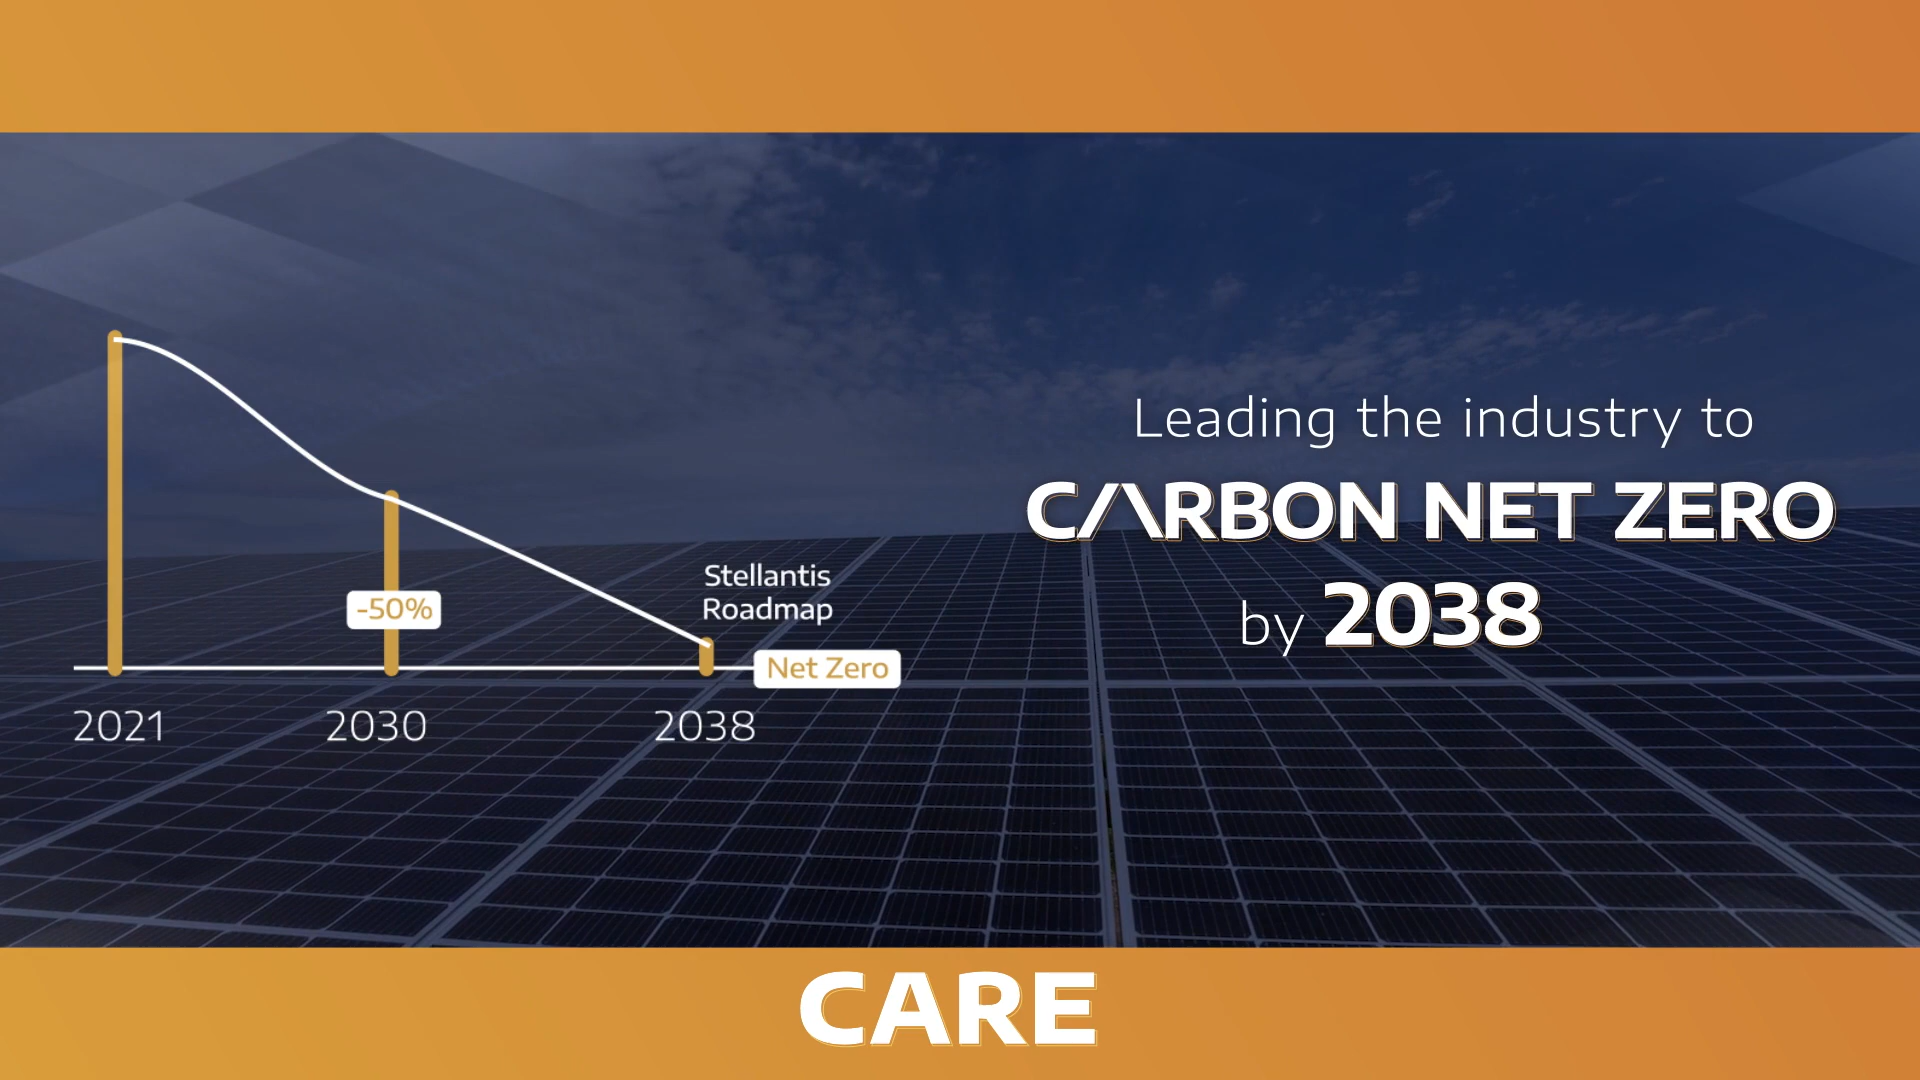 Leading the industry to
CARBON NET ZERO
by 2038
Stellantis
Roadmap
-50%
Net Zero
2021
2030
2038
CARE